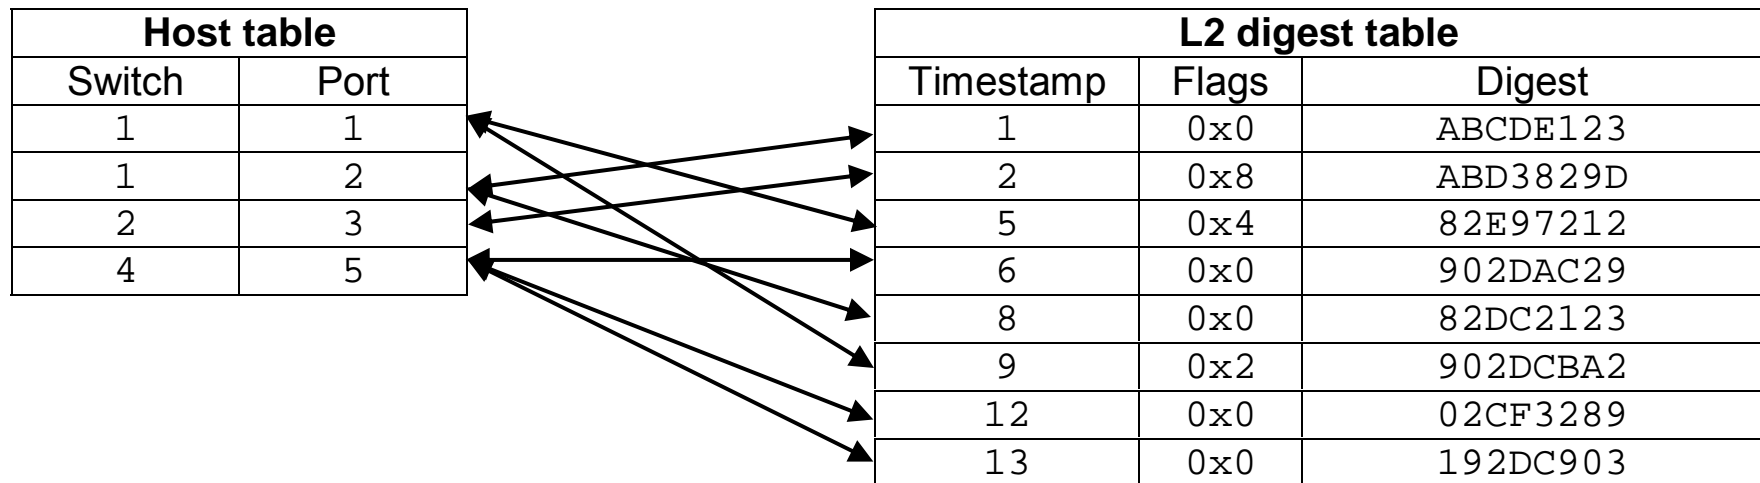 Host table
Switch Port
1 1
1 2
2 3
4 5
L2 digest table
Timestamp Flags Digest
1 0x0 ABCDE123
2 0x8 ABD3829D
5 0x4 82E97212
6 0x0 902DAC29
8 0x0 82DC2123
9 0x2 902DCBA2
12 0x0 02CF3289
13 0x0 192DC903